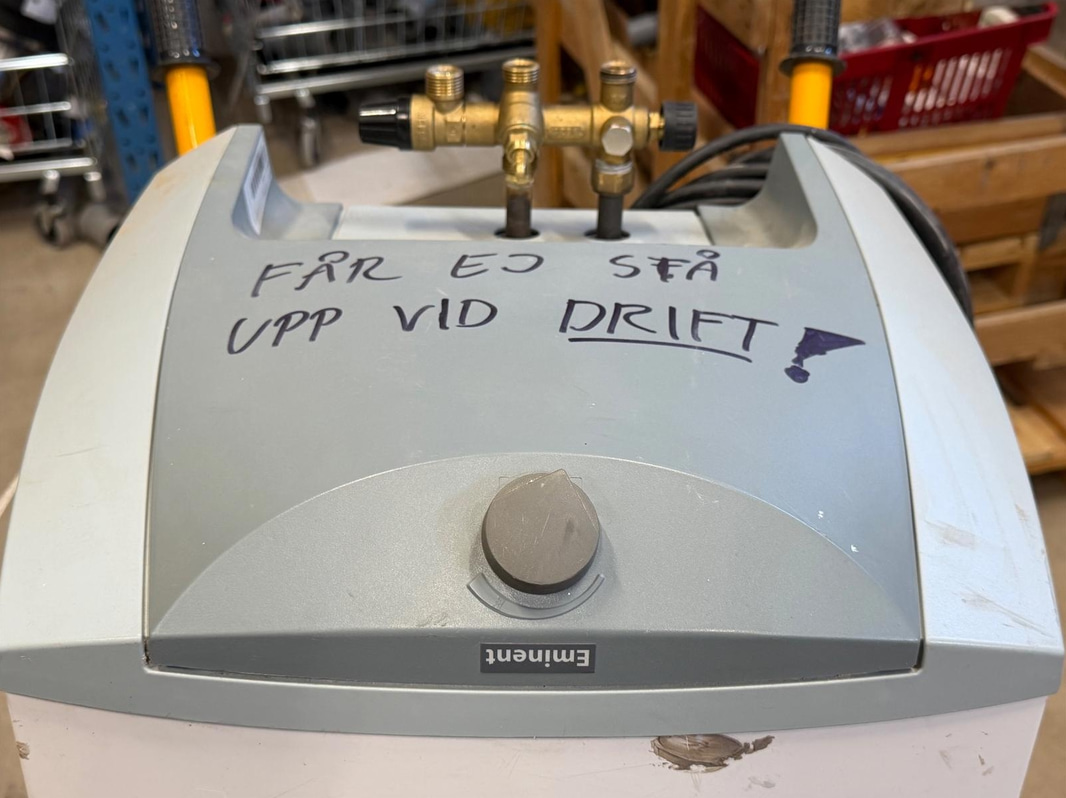 FÅR EJ STÅ
UPP VID DRIFT!
Eminent